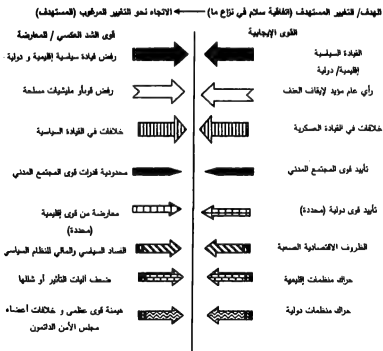 الهدف/ التغيير المستهدف (اتفاقية سلام في نزاع ما) الاتجاه نحو التغيير المرغوب (المستهدف)
القوى الإيجابية
قوى الشد العكسي / المعارضة
القيادة السياسية
إقليمية/ دولية
رفض قيادة سياسية إقليمية و دولية
رأي عام مؤيد لإيقاف العنف
رفض قوى/أو مليشيات مسلحة
خلافات في القيادة العسكرية
خلافات في القيادة السياسية
تأييد قوى المجتمع المدني
محدودية قدرات قوى المجتمع المدني
تأييد قوى دولية (محددة)
معارضة من قوى إقليمية
(محددة)
الظروف الاقتصادية الصعبة
الفساد السياسي والمالي للنظام السياسي
حراك منظمات إقليمية
ضعف آليات التأثير أو شللها
حراك منظمات دولية
هيمنة قوى عظمى و خلافات أعضاء
مجلس الأمن الدائمون